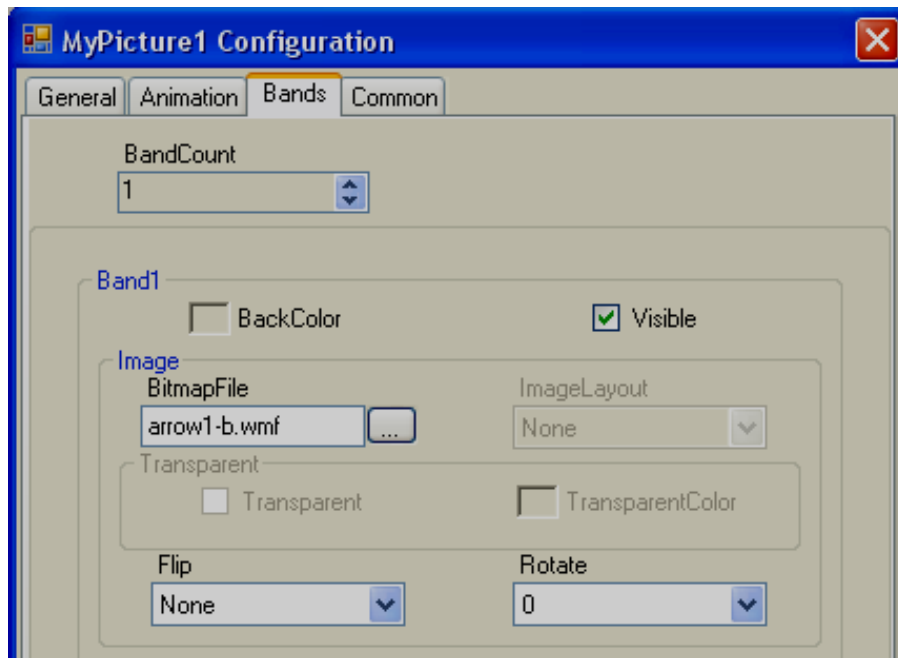 MyPicture1 Configuration
General Animation Bands Common
BandCount
1
Band1
BackColor Visible
Image
BitmapFile ImageLayout
arrow1-b.wmf ... None
Transparent
Transparent TransparentColor
Flip Rotate
None 0